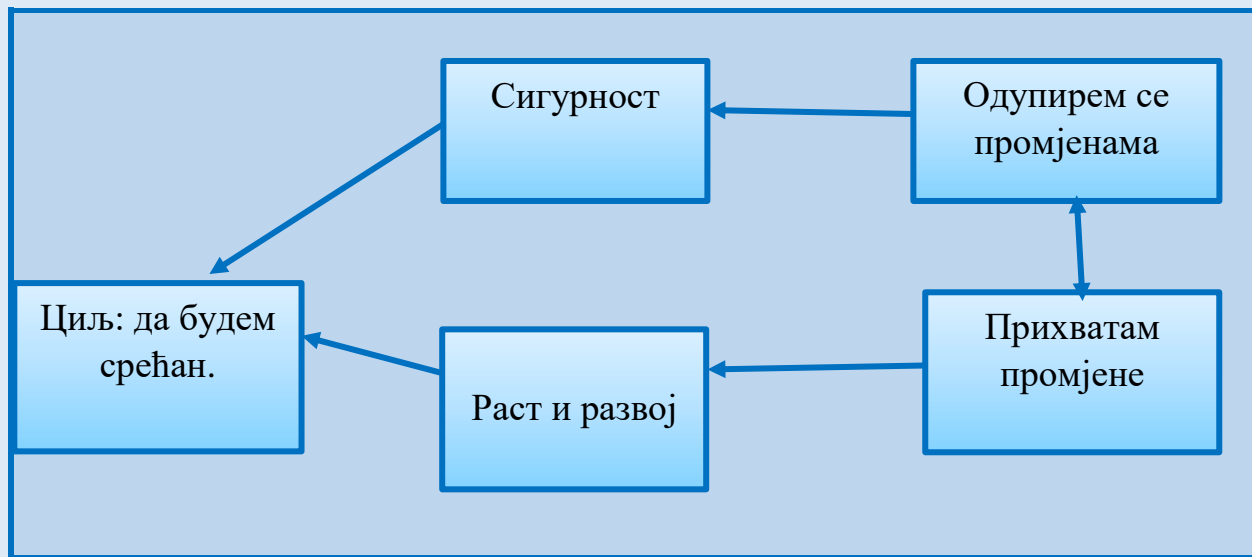 Сигурност
Одупирем се
промјенама
Циљ: да будем
срећан.
Раст и развој
Прихватам
промјене